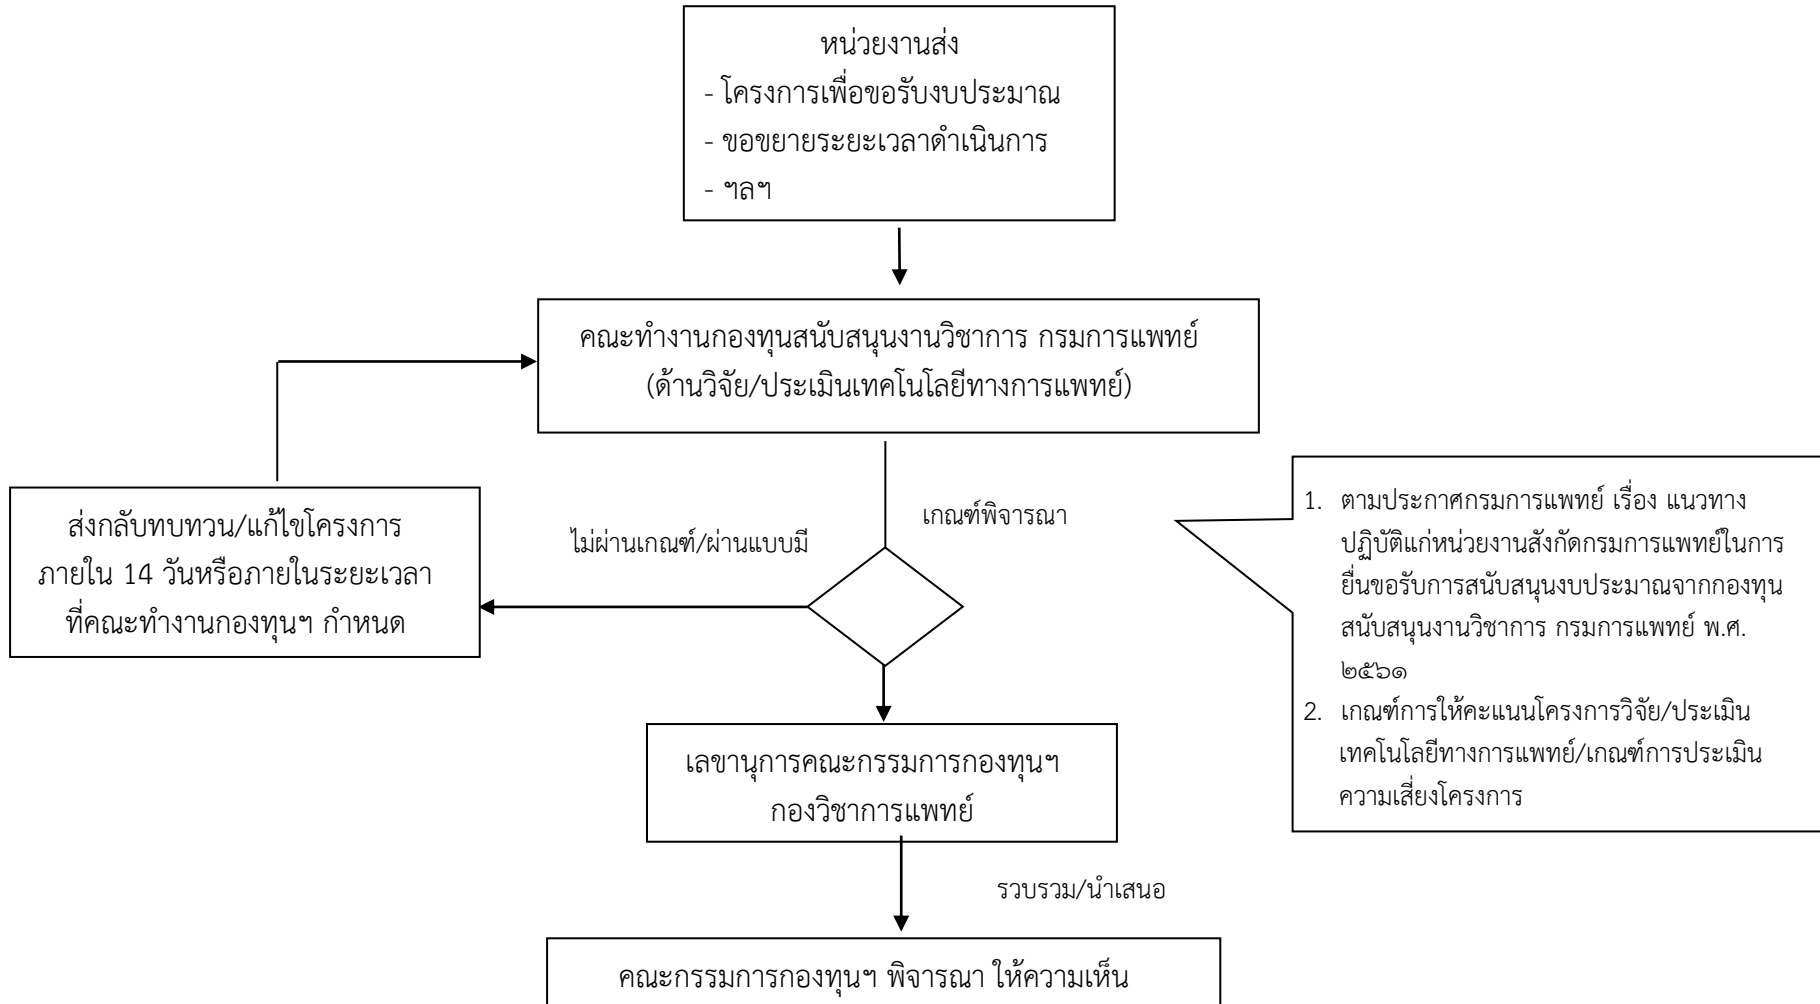 หน่วยงานส่ง
- โครงการเพื่อขอรับงบประมาณ
- ขอขยายระยะเวลาดำเนินการ
- ฯลฯ
คณะทำงานกองทุนสนับสนุนงานวิชาการ กรมการแพทย์
(ด้านวิจัย/ประเมินเทคโนโลยีทางการแพทย์)
ส่งกลับทบทวน/แก้ไขโครงการ
ภายใน 14 วันหรือภายในระยะเวลา
ที่คณะทำงานกองทุนฯ กำหนด
ไม่ผ่านเกณฑ์/ผ่านแบบมี
เกณฑ์พิจารณา
1. ตามประกาศกรมการแพทย์ เรื่อง แนวทาง
ปฏิบัติแก่หน่วยงานสังกัดกรมการแพทย์ในการ
ยื่นขอรับการสนับสนุนงบประมาณจากกองทุน
สนับสนุนงานวิชาการ กรมการแพทย์ พ.ศ.
๒๕๖๑
2. เกณฑ์การให้คะแนนโครงการวิจัย/ประเมิน
เทคโนโลยีทางการแพทย์/เกณฑ์การประเมิน
ความเสี่ยงโครงการ
เลขานุการคณะกรรมการกองทุนฯ
กองวิชาการแพทย์
รวบรวม/นำเสนอ
คณะกรรมการกองทุนฯ พิจารณา ให้ความเห็น